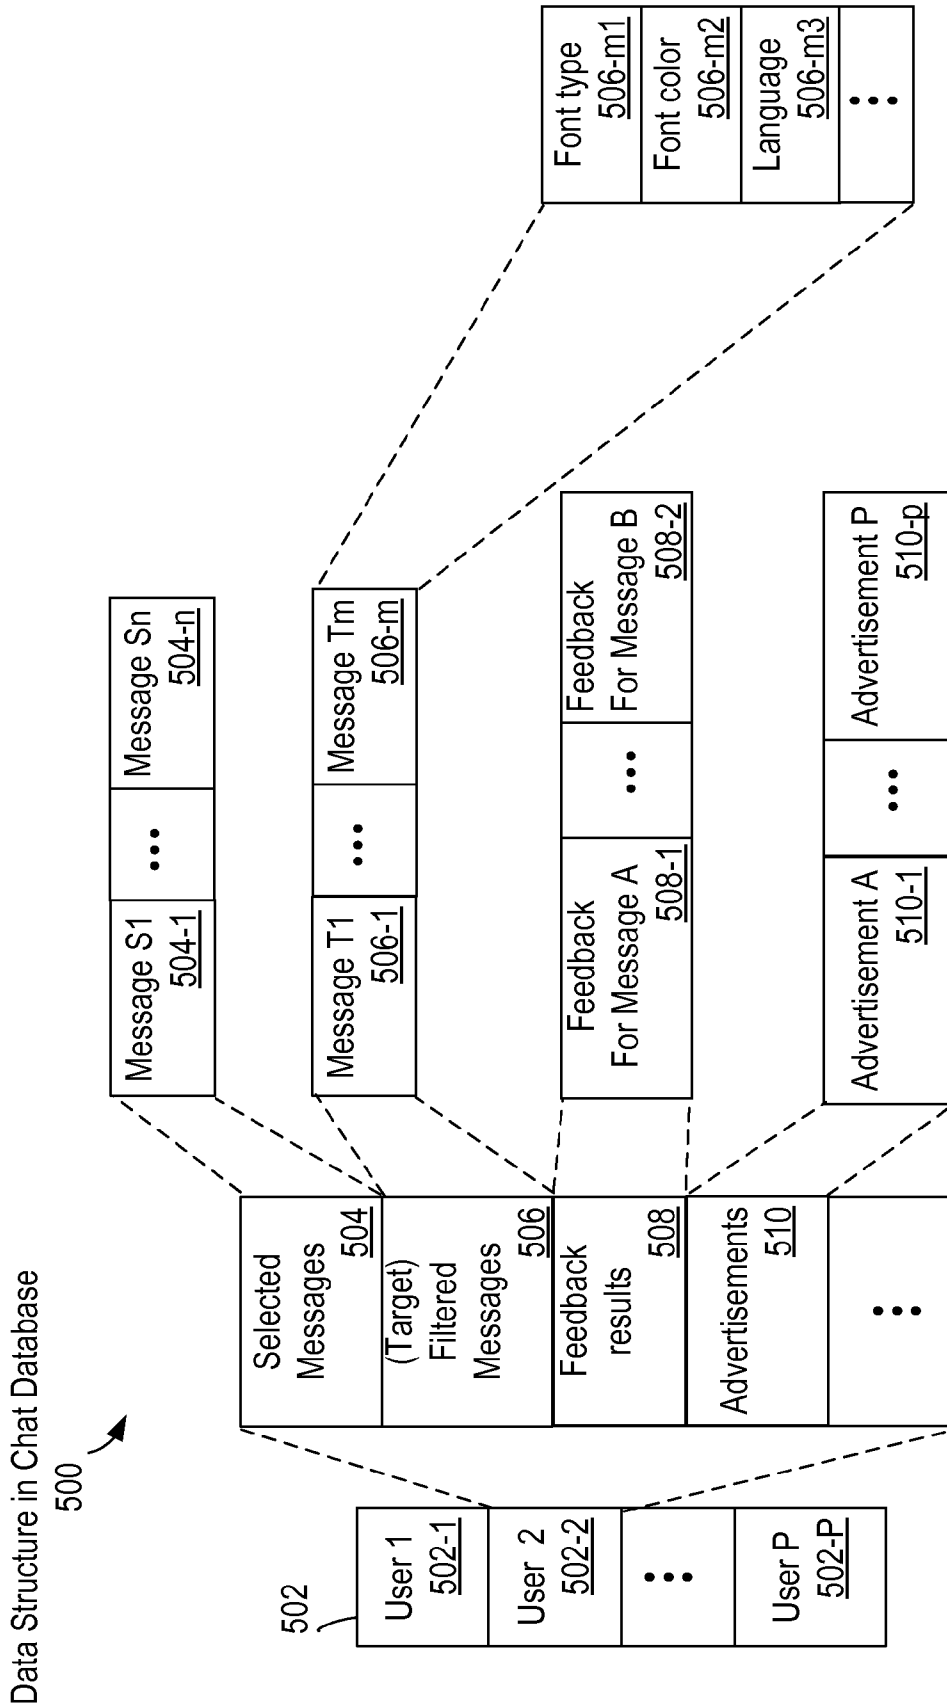 Data Structure in Chat Database
500
502
User 1
502-1
User 2
502-2
•••
User P
502-P
Selected
Messages
504
(Target)
Filtered
Messages
506
Feedback
results
508
Advertisements
510
•••
Message S1
504-1
•••
Message Sn
504-n
Message T1
506-1
•••
Message Tm
506-m
Feedback
For Message A
508-1
•••
Feedback
For Message B
508-2
Advertisement A
510-1
•••
Advertisement P
510-p
Font type
506-m1
Font color
506-m2
Language
506-m3
•••